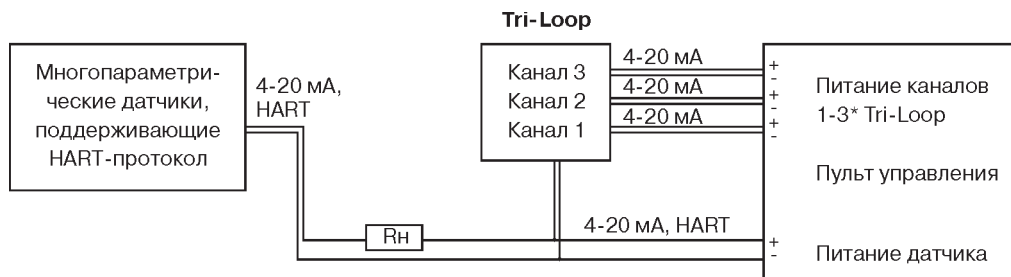 Tri-Loop
Многопараметри-
ческие датчики,
поддерживающие
HART-протокол
4-20 мА,
HART
Канал 3
Канал 2
Канал 1
4-20 мА
4-20 мА
4-20 мА
+
-
+
-
+
-
Питание каналов
1-3* Tri-Loop
Пульт управления
Rн
4-20 мА, HART
+
-
Питание датчика